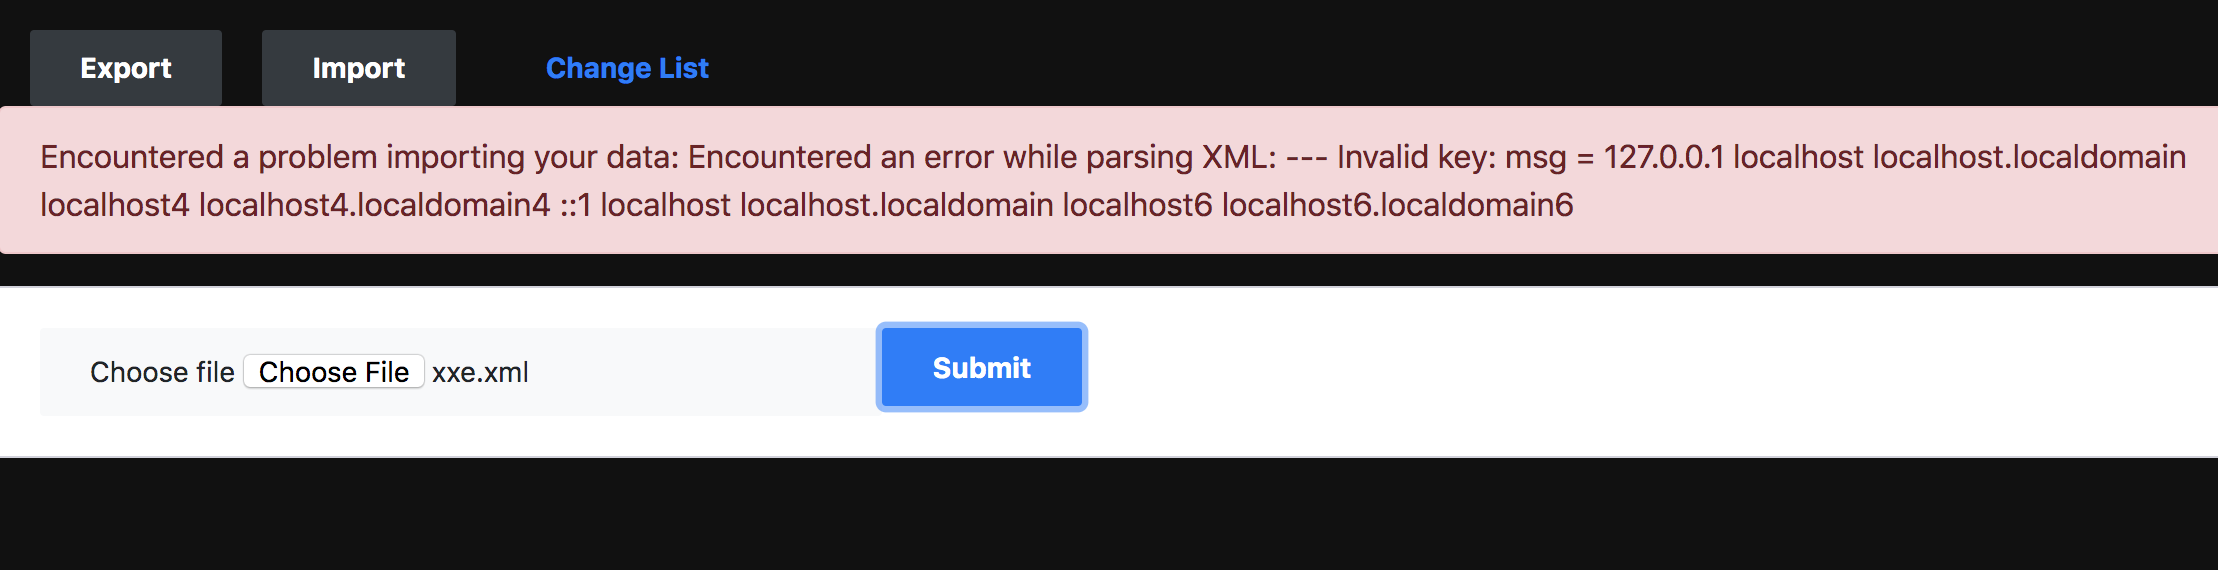 Export Import Change List
Encountered a problem importing your data: Encountered an error while parsing XML: --- Invalid key: msg = 127.0.0.1 localhost localhost.localdomain
localhost4 localhost4.localdomain4 ::1 localhost localhost.localdomain localhost6 localhost6.localdomain6
Choose file Choose File xxe.xml Submit